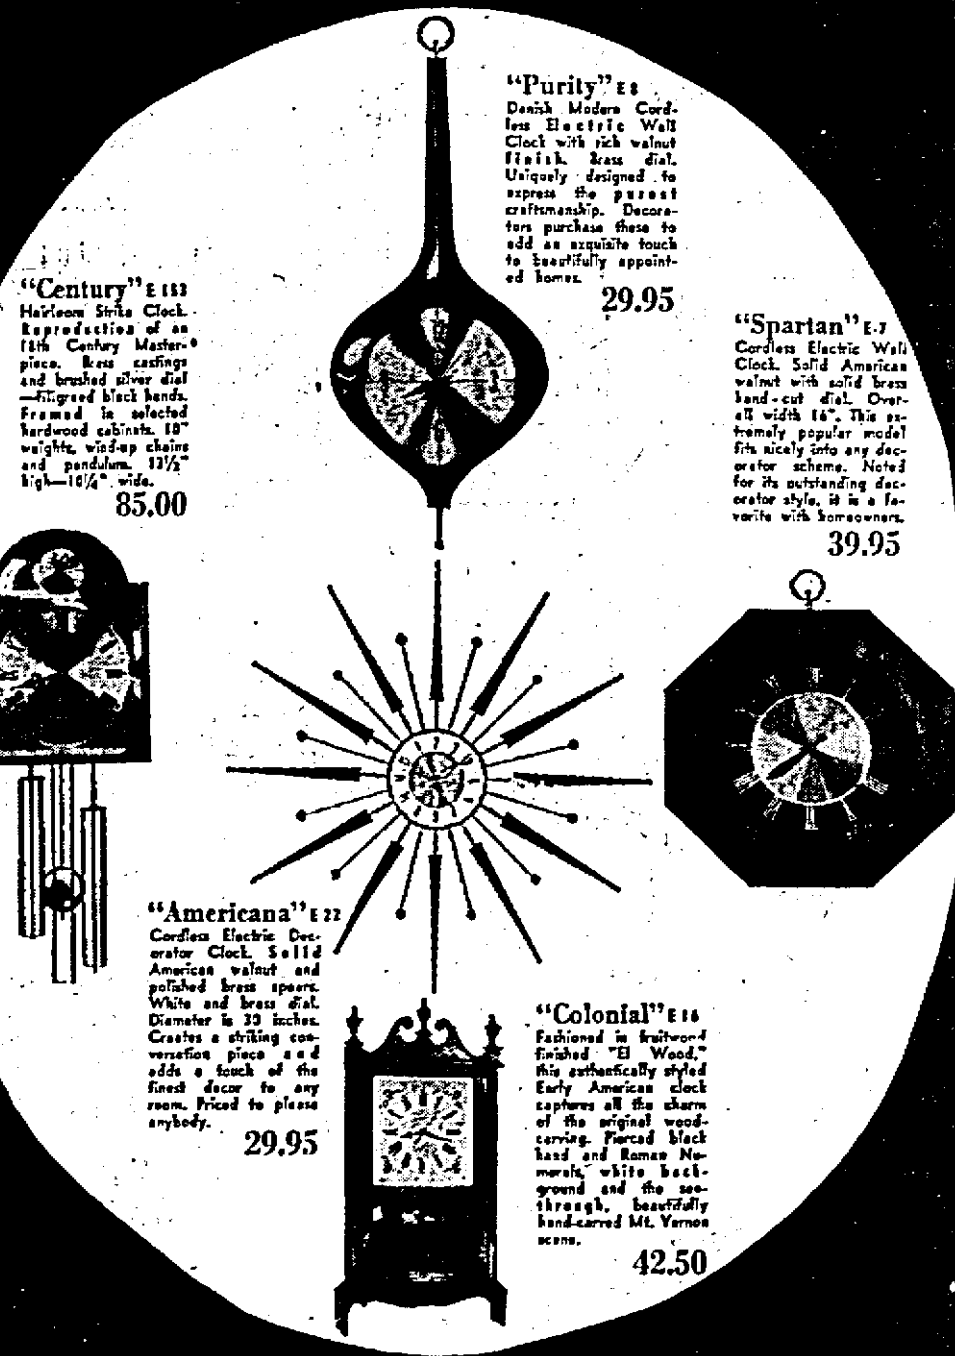 “Purity” E 8
Danish Modern Cord-
less Electric Wall
Clock with rich walnut
finish. Brass dial.
Uniquely designed to
express the purest
craftsmanship. Decora-
tors purchase these to
add an exquisite touch
to beautifully appoint-
ed homes.
29.95
“Century” E 153
Heirloom Strike Clock.
Reproduction of an
18th Century Master-
piece. Brass castings
and brushed silver dial
—filigreed black hands.
Framed in selected
hardwood cabinets. 10"
weights, wind-up chains
and pendulum. 13½"
high—10¼" wide.
85.00
“Spartan” E-7
Cordless Electric Wall
Clock. Solid American
walnut with solid brass
hand-cut dial. Over-
all width 16". This ex-
tremely popular model
fits nicely into any dec-
orator scheme. Noted
for its outstanding dec-
orator style, it is a fa-
vorite with homeowners.
39.95
“Americana” E 22
Cordless Electric Dec-
orator Clock. Solid
American walnut and
polished brass spears.
White and brass dial.
Diameter is 30 inches.
Creates a striking con-
versation piece and
adds a touch of the
finest decor to any
room. Priced to please
anybody.
29.95
“Colonial” E 16
Fashioned in fruitwood
finished "El Wood,"
this authentically styled
Early American clock
captures all the charm
of the original wood-
carving. Pierced black
hand and Roman Nu-
merals, white back-
ground and the see-
through, beautifully
hand-carved Mt. Vernon
scene.
42.50